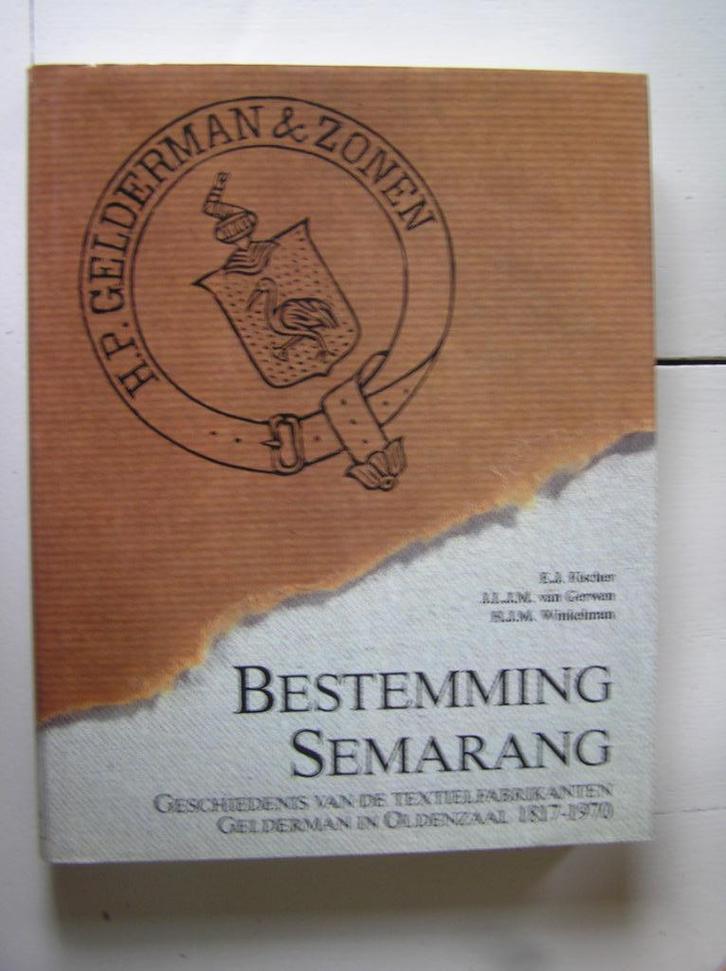 H.P. GELDERMAN & ZONEN
E.J. Fischer
J.L.J.M. van Gerwen
H.J.M. Winkelman
BESTEMMING
SEMARANG
GESCHIEDENIS VAN DE TEXTIELFABRIKANTEN
GELDERMAN IN OLDENZAAL 1817-1970